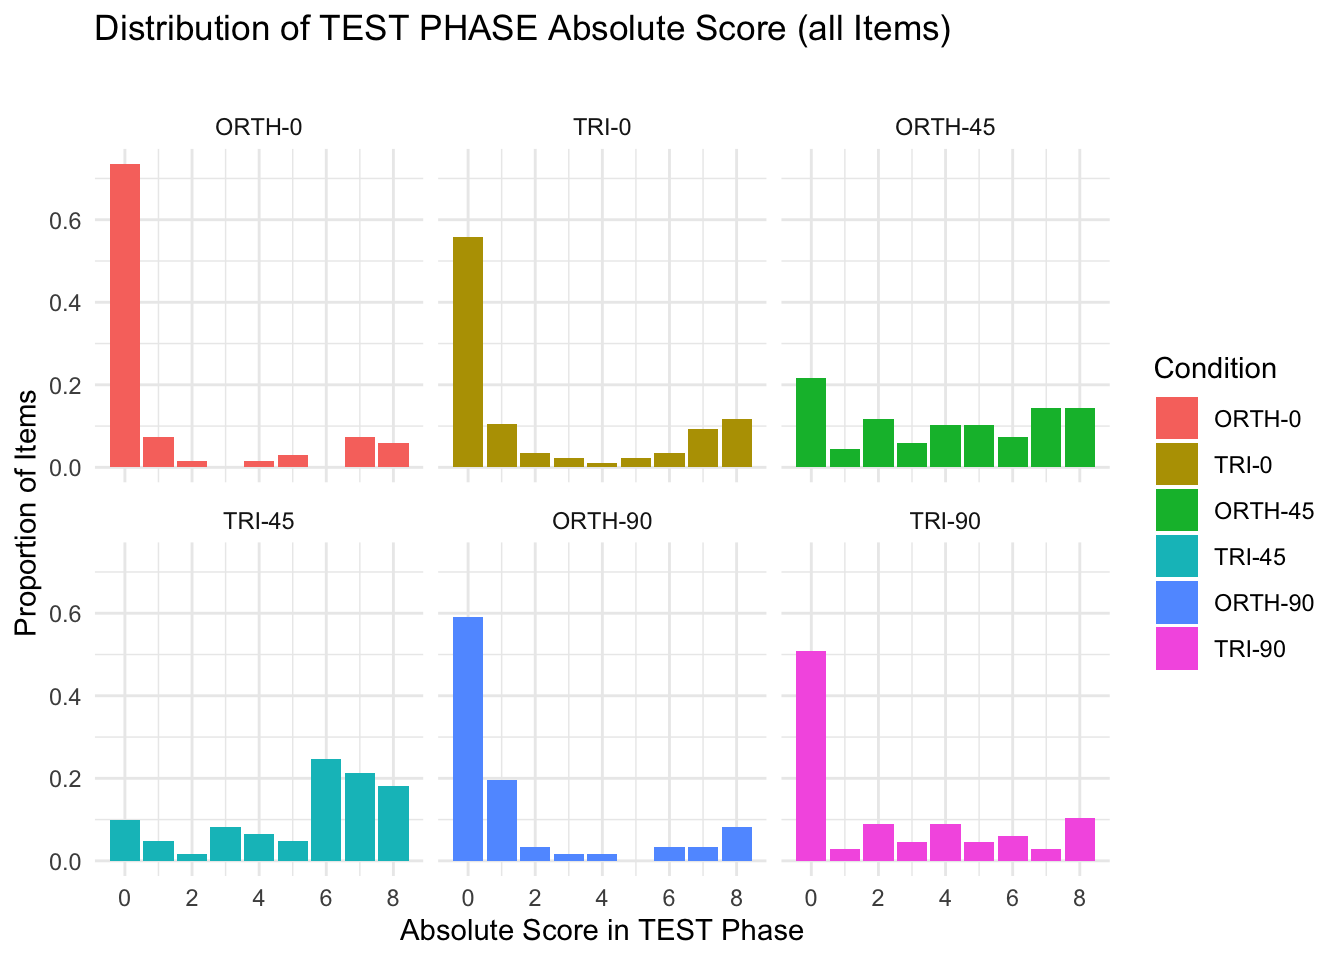 Distribution of TEST PHASE Absolute Score (all Items)
ORTH-0
TRI-0
ORTH-45
0.6
0.4
0.2
0.0
TRI-45
ORTH-90
TRI-90
0.6
0.4
0.2
0.0
0 2 4 6 8
0 2 4 6 8
0 2 4 6 8
Absolute Score in TEST Phase
Proportion of Items
Condition
ORTH-0
TRI-0
ORTH-45
TRI-45
ORTH-90
TRI-90